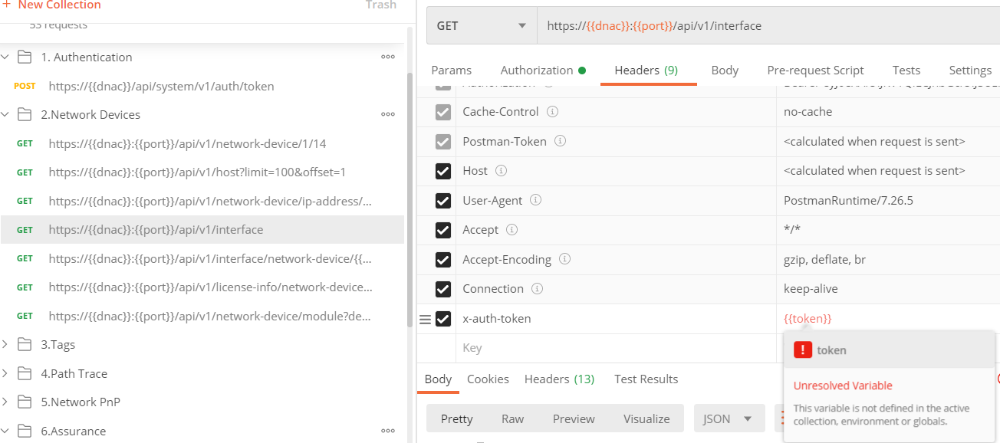 + New Collection
Trash
53 requests
1. Authentication
POST https://{{dnac}}/api/system/v1/auth/token
2.Network Devices
GET https://{{dnac}}:{{port}}/api/v1/network-device/1/14
GET https://{{dnac}}:{{port}}/api/v1/host?limit=100&offset=1
GET https://{{dnac}}:{{port}}/api/v1/network-device/ip-address/...
GET https://{{dnac}}:{{port}}/api/v1/interface
GET https://{{dnac}}:{{port}}/api/v1/interface/network-device/{{...
GET https://{{dnac}}:{{port}}/api/v1/license-info/network-device...
GET https://{{dnac}}:{{port}}/api/v1/network-device/module?de...
3.Tags
4.Path Trace
5.Network PnP
6.Assurance
GET https://{{dnac}}:{{port}}/api/v1/interface
Params Authorization Headers (9) Body Pre-request Script Tests Settings
Authorization
Cache-Control no-cache
Postman-Token <calculated when request is sent>
Host <calculated when request is sent>
User-Agent PostmanRuntime/7.26.5
Accept */*
Accept-Encoding gzip, deflate, br
Connection keep-alive
x-auth-token {{token}}
Key
! token
Unresolved Variable
This variable is not defined in the active
collection, environment or globals.
Body Cookies Headers (13) Test Results
Pretty Raw Preview Visualize JSON